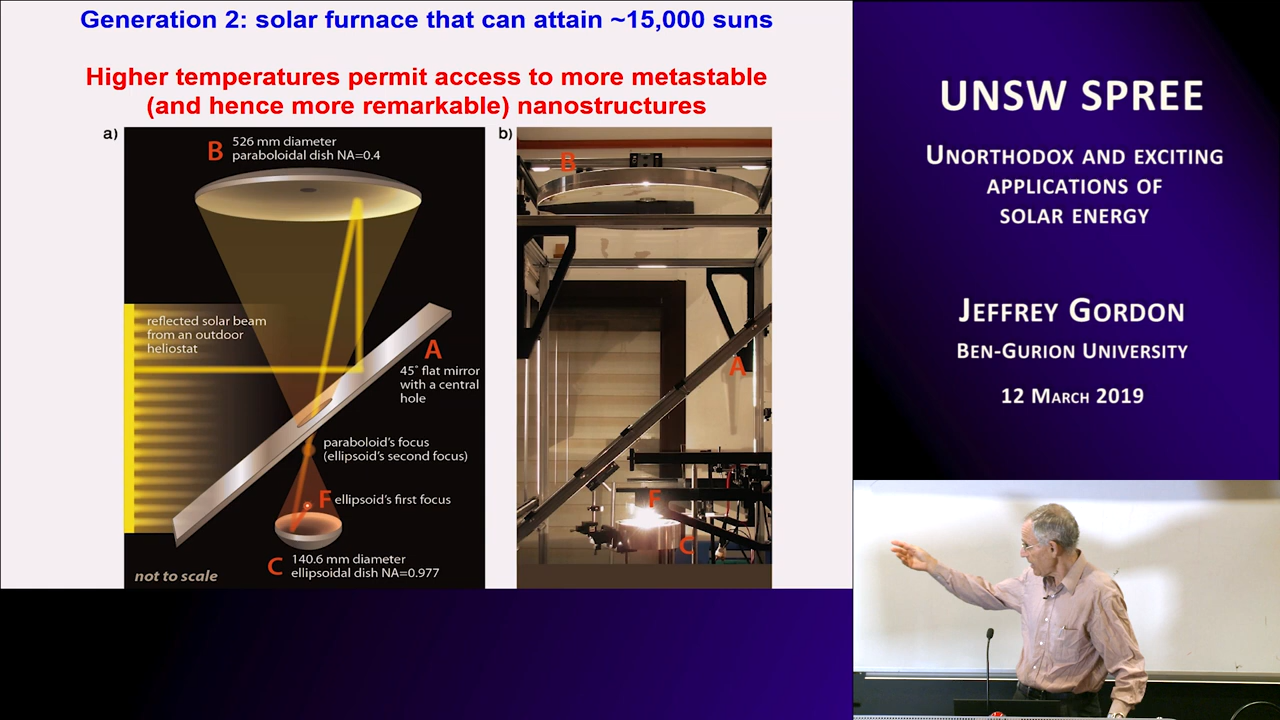 Generation 2: solar furnace that can attain ~15,000 suns
Higher temperatures permit access to more metastable
(and hence more remarkable) nanostructures
a)
B
526 mm diameter
paraboloidal dish NA=0.4
reflected solar beam
from an outdoor
heliostat
A
45° flat mirror
with a central
hole
paraboloid's focus
(ellipsoid's second focus)
F
ellipsoid's first focus
C
140.6 mm diameter
ellipsoidal dish NA=0.977
not to scale
b)
B
A
F
C
UNSW SPREE
UNORTHODOX AND EXCITING
APPLICATIONS OF
SOLAR ENERGY
JEFFREY GORDON
BEN-GURION UNIVERSITY
12 MARCH 2019